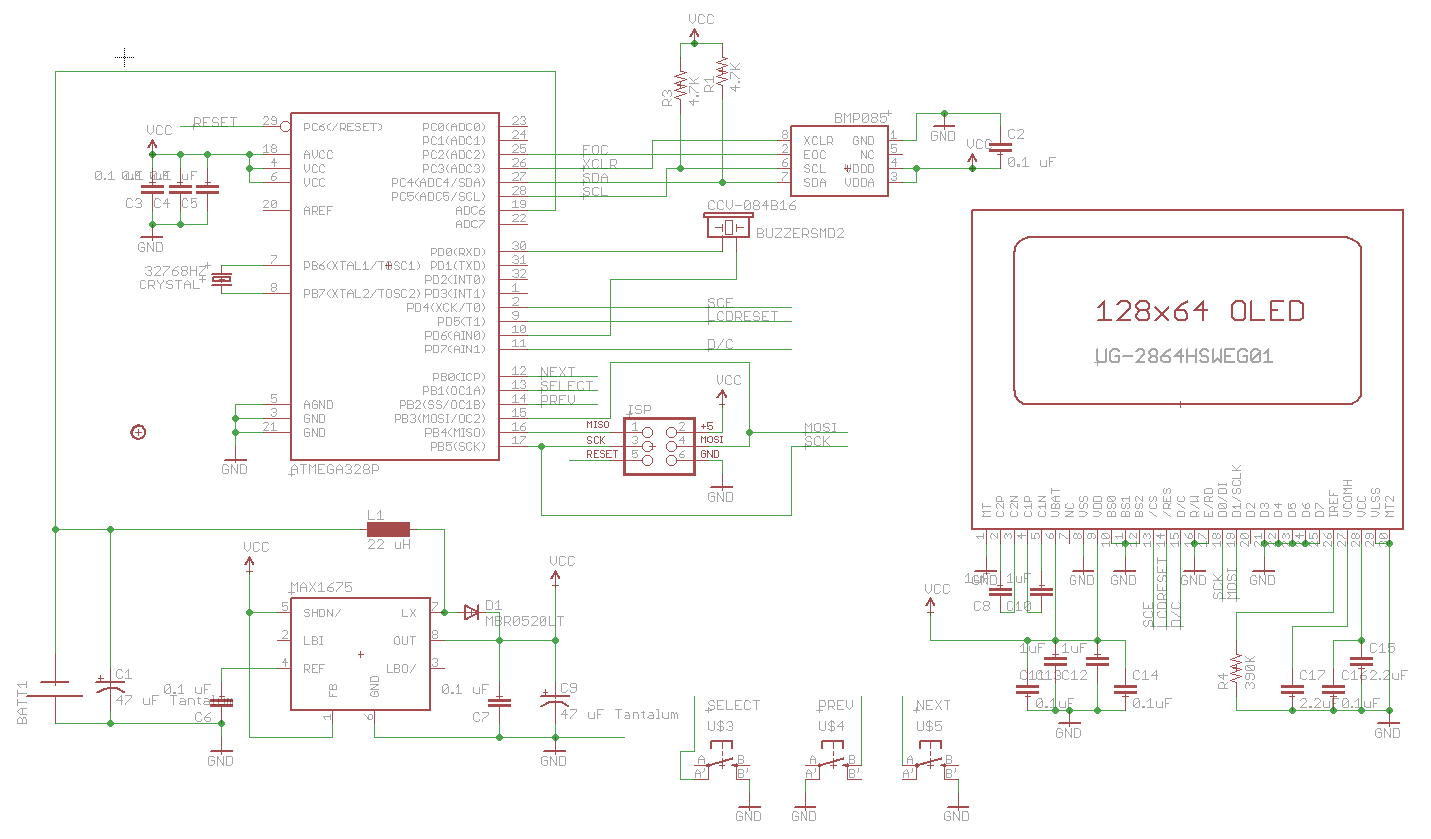 VCC
R3
4.7K
R1
4.7K
RESET
29
PC6(/RESET)
PC0(ADC0)
23
PC1(ADC1)
24
VCC
18
AVCC
PC2(ADC2)
25
EOC
4
VCC
PC3(ADC3)
26
XCLR
6
VCC
PC4(ADC4/SDA)
27
SDA
PC5(ADC5/SCL)
28
SCL
20
AREF
ADC6
19
ADC7
22
0.1 uF
C3
C4
C5
GND
BMP085
8
XCLR
GND
1
2
EOC
NC
5
6
SCL
VDDD
4
7
SDA
VDDA
3
GND
VCC
C2
0.1 uF
CCV-084B16
BUZZERSMD2
PD0(RXD)
30
32768HZ
CRYSTAL
7
PB6(XTAL1/TOSC1)
PD1(TXD)
31
PD2(INT0)
32
8
PB7(XTAL2/TOSC2)
PD3(INT1)
1
PD4(XCK/T0)
2
SCE
PD5(T1)
9
LCDRESET
PD6(AIN0)
10
PD7(AIN1)
11
D/C
PB0(ICP)
12
NEXT
PB1(OC1A)
13
SELECT
5
AGND
PB2(SS/OC1B)
14
PREV
3
GND
PB3(MOSI/OC2)
15
21
GND
PB4(MISO)
16
PB5(SCK)
17
GND
ATMEGA328P
ISP
VCC
MISO
1
2
+5
SCK
3
4
MOSI
RESET
5
6
GND
GND
MOSI
SCK
128x64 OLED
UG-2864HSWEG01
MT
C2P
C2N
C1P
C1N
VBAT
NC
VSS
VDD
BS0
BS1
BS2
/CS
/RES
D/C
R/W
E/RD
D0/DI
D1/SCLK
D2
D3
D4
D5
D6
D7
IREF
VCOMH
VCC
VLSS
MT2
1
2
3
4
5
6
7
8
9
10
11
12
13
14
15
16
17
18
19
20
21
22
23
24
25
26
27
28
29
30
GND
1uF
1uF
C8
C10
GND
GND
GND
GND
SCE
LCDRESET
D/C
SCK
MOSI
VCC
1uF
1uF
C11
C13
C12
C14
0.1uF
0.1uF
GND
R4
390K
C15
2.2uF
C17
C16
2.2uF
0.1uF
GND
L1
22 uH
VCC
MAX1675
5
SHDN/
LX
7
2
LBI
OUT
8
4
REF
LBO/
3
FB
GND
1
6
D1
MBR0520LT
VCC
BATT1
C1
47 uF Tantalum
0.1 uF
C6
GND
0.1 uF
C7
C9
47 uF Tantalum
GND
SELECT
U$3
A
B
A'
B'
GND
PREV
U$4
A
B
A'
B'
GND
NEXT
U$5
A
B
A'
B'
GND